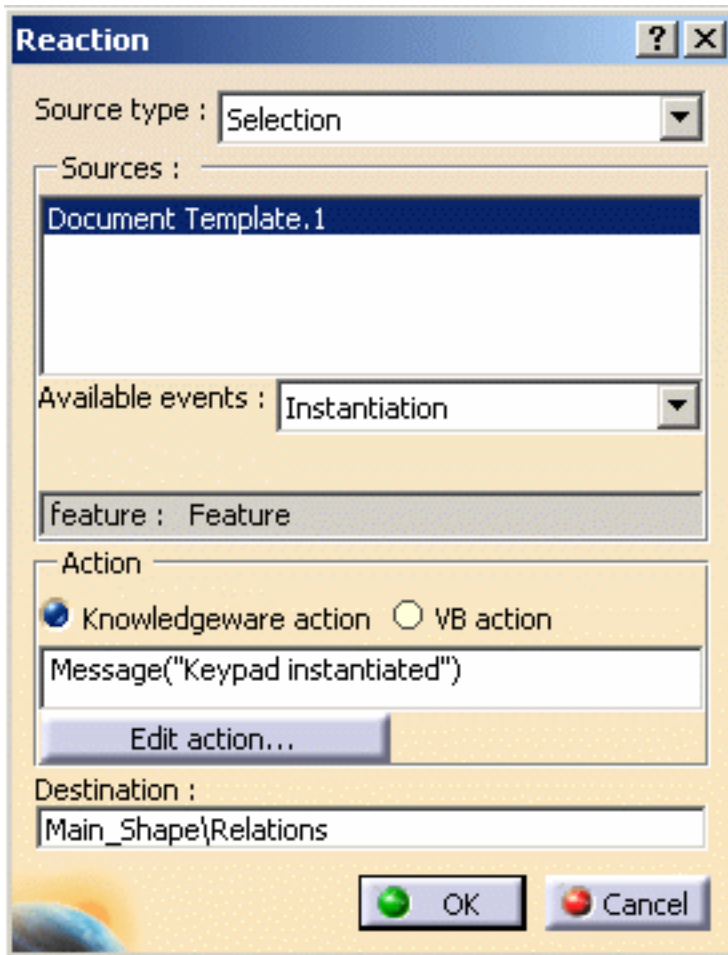 Reaction
Source type : Selection
Sources :
Document Template.1
Available events : Instantiation
feature : Feature
Action
Knowledgeware action VB action
Message("Keypad instantiated")
Edit action...
Destination :
Main_Shape\Relations
OK Cancel